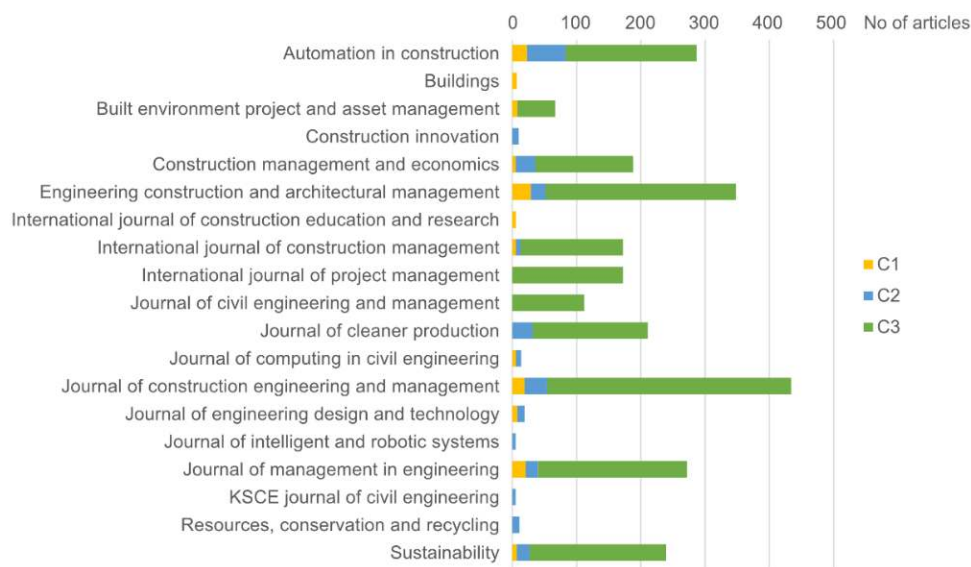 0 100 200 300 400 500 No of articles
Automation in construction
Buildings
Built environment project and asset management
Construction innovation
Construction management and economics
Engineering construction and architectural management
International journal of construction education and research
International journal of construction management
International journal of project management
Journal of civil engineering and management
Journal of cleaner production
Journal of computing in civil engineering
Journal of construction engineering and management
Journal of engineering design and technology
Journal of intelligent and robotic systems
Journal of management in engineering
KSCE journal of civil engineering
Resources, conservation and recycling
Sustainability
C1
C2
C3